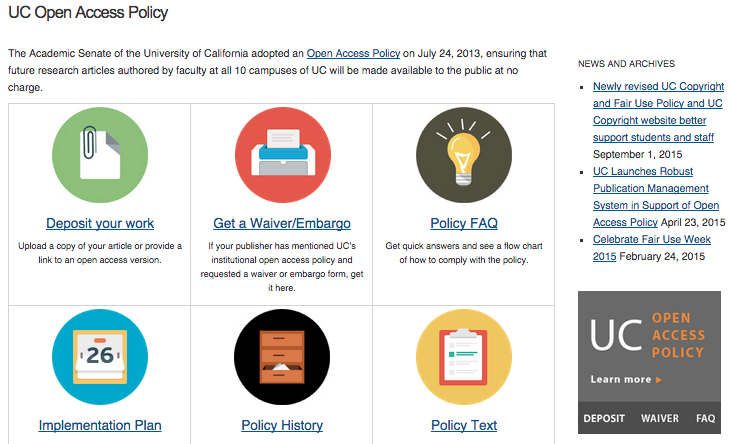 UC Open Access Policy
The Academic Senate of the University of California adopted an Open Access Policy on July 24, 2013, ensuring that
future research articles authored by faculty at all 10 campuses of UC will be made available to the public at no
charge.
Deposit your work
Upload a copy of your article or provide a
link to an open access version.
Get a Waiver/Embargo
If your publisher has mentioned UC's
institutional open access policy and
requested a waiver or embargo form, get
it here.
Policy FAQ
Get quick answers and see a flow chart
of how to comply with the policy.
26
Implementation Plan
Policy History
Policy Text
NEWS AND ARCHIVES
Newly revised UC Copyright
and Fair Use Policy and UC
Copyright website better
support students and staff
September 1, 2015
UC Launches Robust
Publication Management
System in Support of Open
Access Policy April 23, 2015
Celebrate Fair Use Week
2015 February 24, 2015
UC OPEN
ACCESS
POLICY
Learn more
DEPOSIT WAIVER FAQ